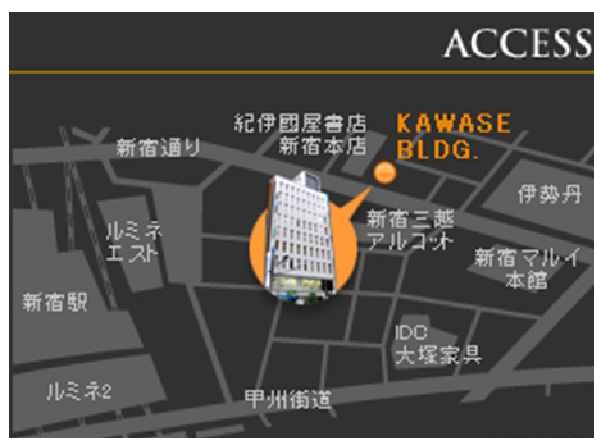 ACCESS
紀伊國屋書店
新宿本店
KAWASE
BLDG.
新宿通り
伊勢丹
新宿三越
アルコット
ルミネ
エスト
新宿マルイ
本館
新宿駅
IDC
大塚家具
ルミネ2
甲州街道